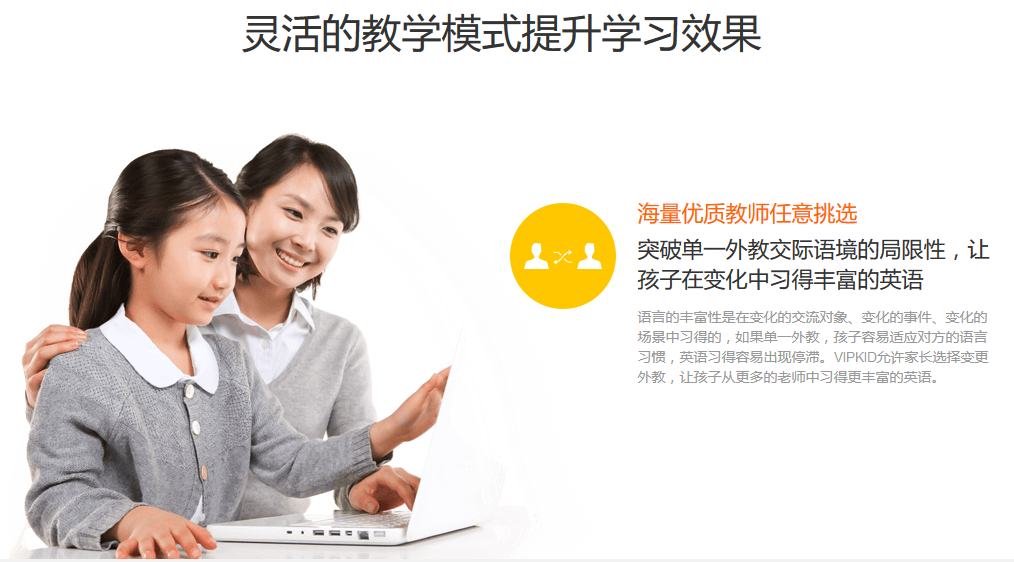 灵活的教学模式提升学习效果
海量优质教师任意挑选
突破单一外教交际语境的局限性，让
孩子在变化中习得丰富的英语
语言的丰富性是在变化的交流对象、变化的事件、变化的
场景中习得的，如果单一外教，孩子容易适应对方的语言
习惯，英语习得容易出现停滞。VIPKID允许家长选择变更
外教，让孩子从更多的老师中习得更丰富的英语。